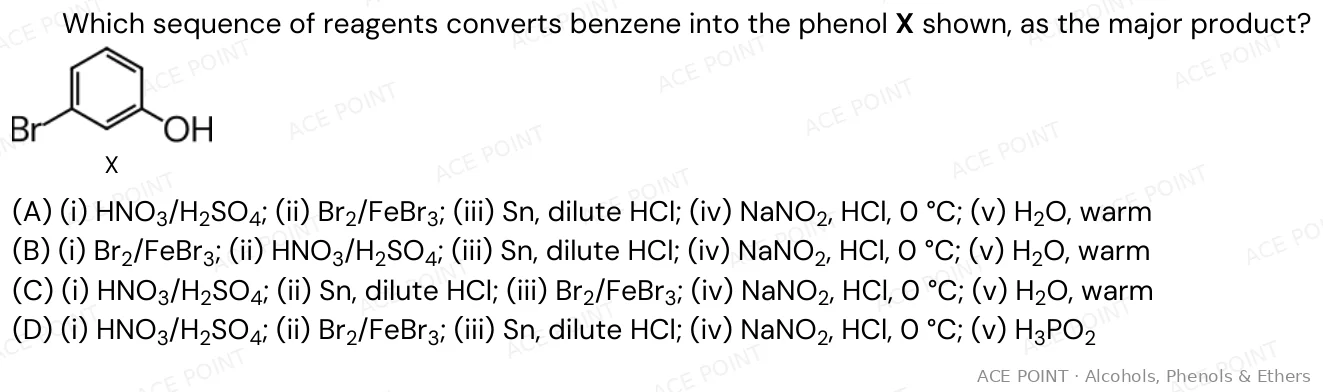 Which sequence of reagents converts benzene into the phenol X shown, as the major product?
Br
OH
X
(A) (i) HNO₃/H₂SO₄; (ii) Br₂/FeBr₃; (iii) Sn, dilute HCl; (iv) NaNO₂, HCl, 0 °C; (v) H₂O, warm
(B) (i) Br₂/FeBr₃; (ii) HNO₃/H₂SO₄; (iii) Sn, dilute HCl; (iv) NaNO₂, HCl, 0 °C; (v) H₂O, warm
(C) (i) HNO₃/H₂SO₄; (ii) Sn, dilute HCl; (iii) Br₂/FeBr₃; (iv) NaNO₂, HCl, 0 °C; (v) H₂O, warm
(D) (i) HNO₃/H₂SO₄; (ii) Br₂/FeBr₃; (iii) Sn, dilute HCl; (iv) NaNO₂, HCl, 0 °C; (v) H₃PO₂
ACE POINT · Alcohols, Phenols & Ethers